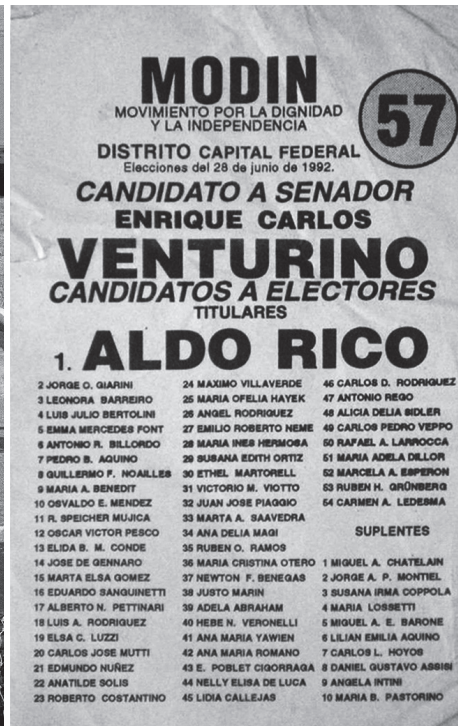 MODIN
MOVIMIENTO POR LA DIGNIDAD
Y LA INDEPENDENCIA
57
DISTRITO CAPITAL FEDERAL
Elecciones del 28 de junio de 1992.
CANDIDATO A SENADOR
ENRIQUE CARLOS
VENTURINO
CANDIDATOS A ELECTORES
TITULARES
1. ALDO RICO
2 JORGE O. GIARINI
3 LEONORA BARREIRO
4 LUIS JULIO BERTOLINI
5 EMMA MERCEDES FONT
6 ANTONIO R. BILLORDO
7 PEDRO B. AQUINO
8 GUILLERMO F. NOAILLES
9 MARIA A. BENEDIT
10 OSVALDO E. MENDEZ
11 R. SPEICHER MUJICA
12 OSCAR VICTOR PESCO
13 ELIDA B. M. CONDE
14 JOSE DE GENNARO
15 MARTA ELSA GOMEZ
16 EDUARDO SANGUINETTI
17 ALBERTO N. PETTINARI
18 LUIS A. RODRIGUEZ
19 ELSA C. LUZZI
20 CARLOS JOSE MUTTI
21 EDMUNDO NUÑEZ
22 ANATILDE SOLIS
23 ROBERTO COSTANTINO
24 MAXIMO VILLAVERDE
25 MARIA OFELIA HAYEK
26 ANGEL RODRIGUEZ
27 EMILIO ROBERTO NEME
28 MARIA INES HERMOSA
29 SUSANA EDITH ORTIZ
30 ETHEL MARTORELL
31 VICTORIO M. VIOTTO
32 JUAN JOSE PIAGGIO
33 MARTA A. SAAVEDRA
34 ANA DELIA MAGI
35 RUBEN O. RAMOS
36 MARIA CRISTINA OTERO
37 NEWTON F. BENEGAS
38 JUSTO MARIN
39 ADELA ABRAHAM
40 HEBE N. VERONELLI
41 ANA MARIA YAWIEN
42 ANA MARIA ROMANO
43 E. POBLET CIGORRAGA
44 NELLY ELISA DE LUCA
45 LIDIA CALLEJAS
46 CARLOS D. RODRIGUEZ
47 ANTONIO REGO
48 ALICIA DELIA SIDLER
49 CARLOS PEDRO VEPPO
50 RAFAEL A. LARROCCA
51 MARIA ADELA DILLOR
52 MARCELA A. ESPERON
53 RUBEN H. GRÜNBERG
54 CARMEN A. LEDESMA
SUPLENTES
1 MIGUEL A. CHATELAIN
2 JORGE A. P. MONTIEL
3 SUSANA IRMA COPPOLA
4 MARIA LOSSETTI
5 MIGUEL A. E. BARONE
6 LILIAN EMILIA AQUINO
7 CARLOS L. HOYOS
8 DANIEL GUSTAVO ASSISI
9 ANGELA INTINI
10 MARIA B. PASTORINO